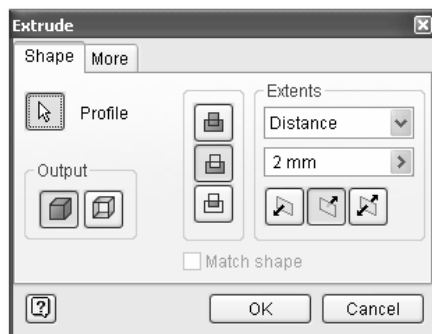 Extrude
Shape More
Profile
Extents
Distance
2 mm
Output
Match shape
OK Cancel